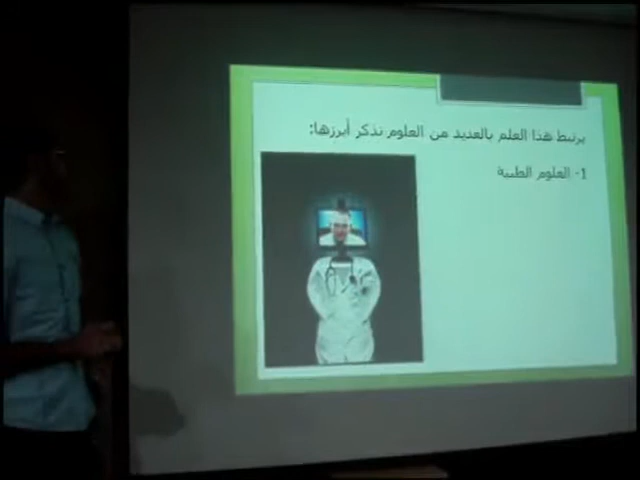 يرتبط هذا العلم بالعديد من العلوم نذكر أبرزها:
1- العلوم الطبية